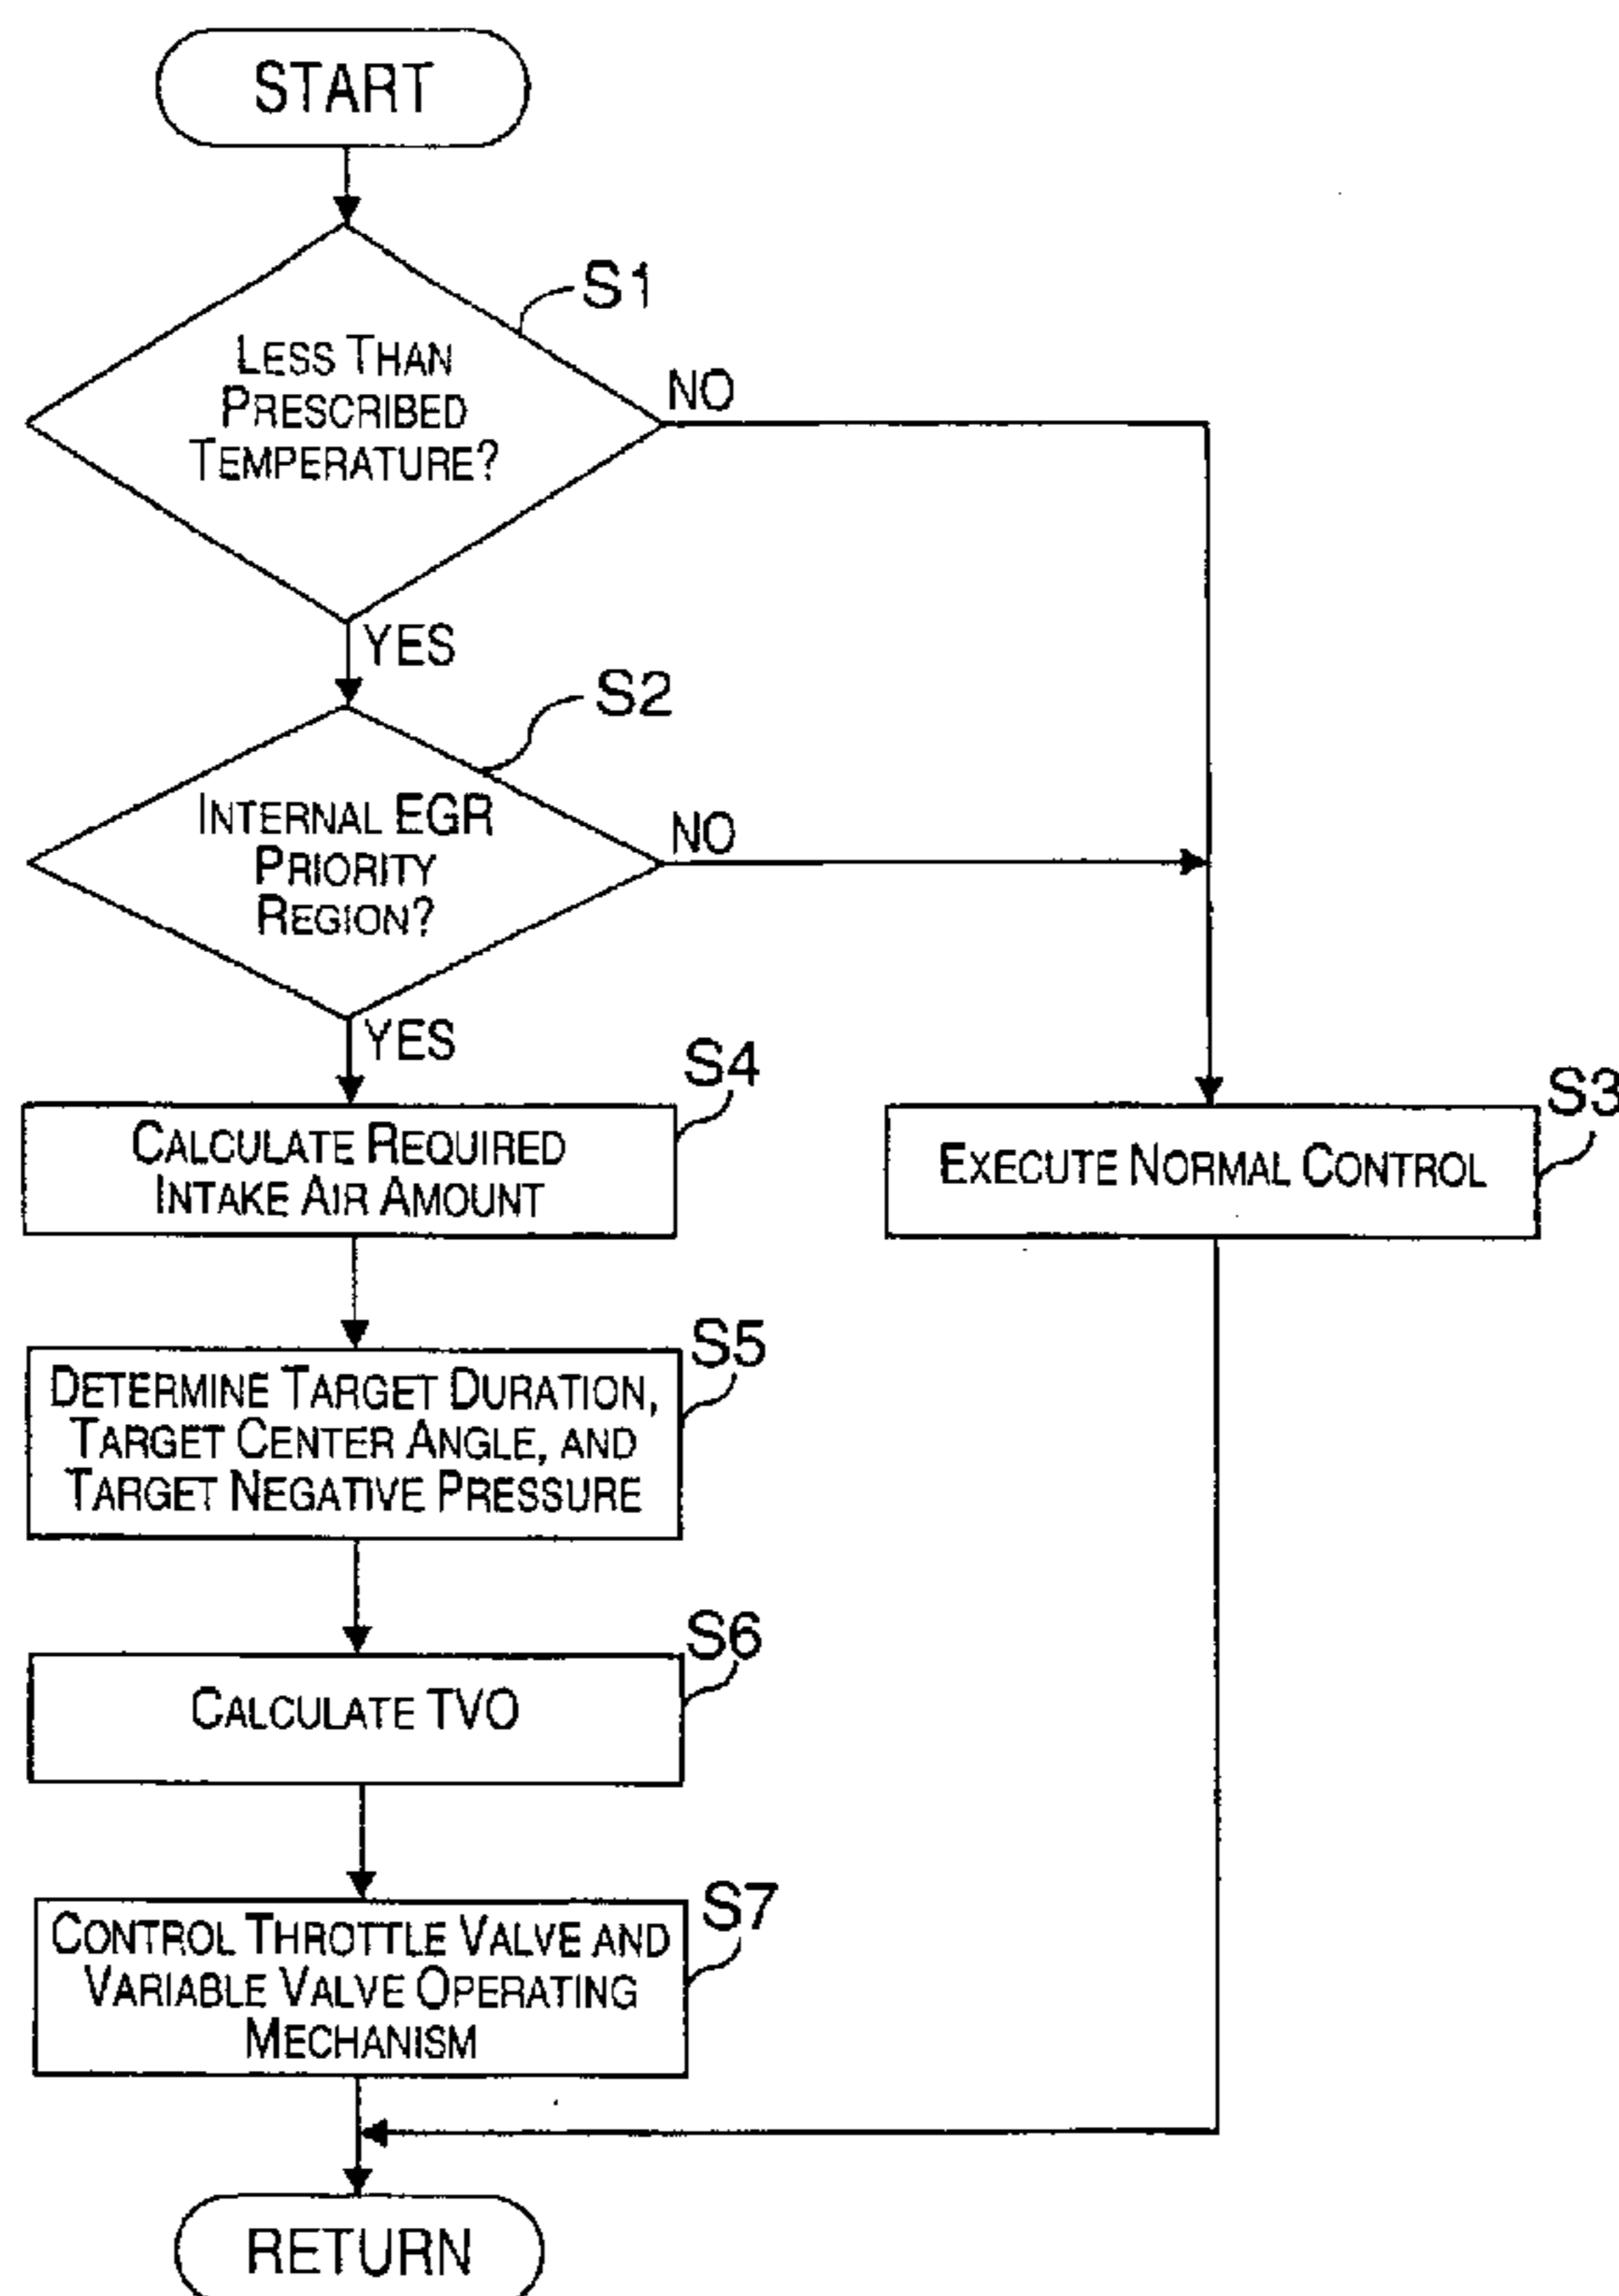 START
S1
LESS THAN
PRESCRIBED
TEMPERATURE?
NO
YES
S2
INTERNAL EGR
PRIORITY
REGION?
NO
YES
S4
CALCULATE REQUIRED
INTAKE AIR AMOUNT
S3
EXECUTE NORMAL CONTROL
S5
DETERMINE TARGET DURATION,
TARGET CENTER ANGLE, AND
TARGET NEGATIVE PRESSURE
S6
CALCULATE TVO
S7
CONTROL THROTTLE VALVE AND
VARIABLE VALVE OPERATING
MECHANISM
RETURN